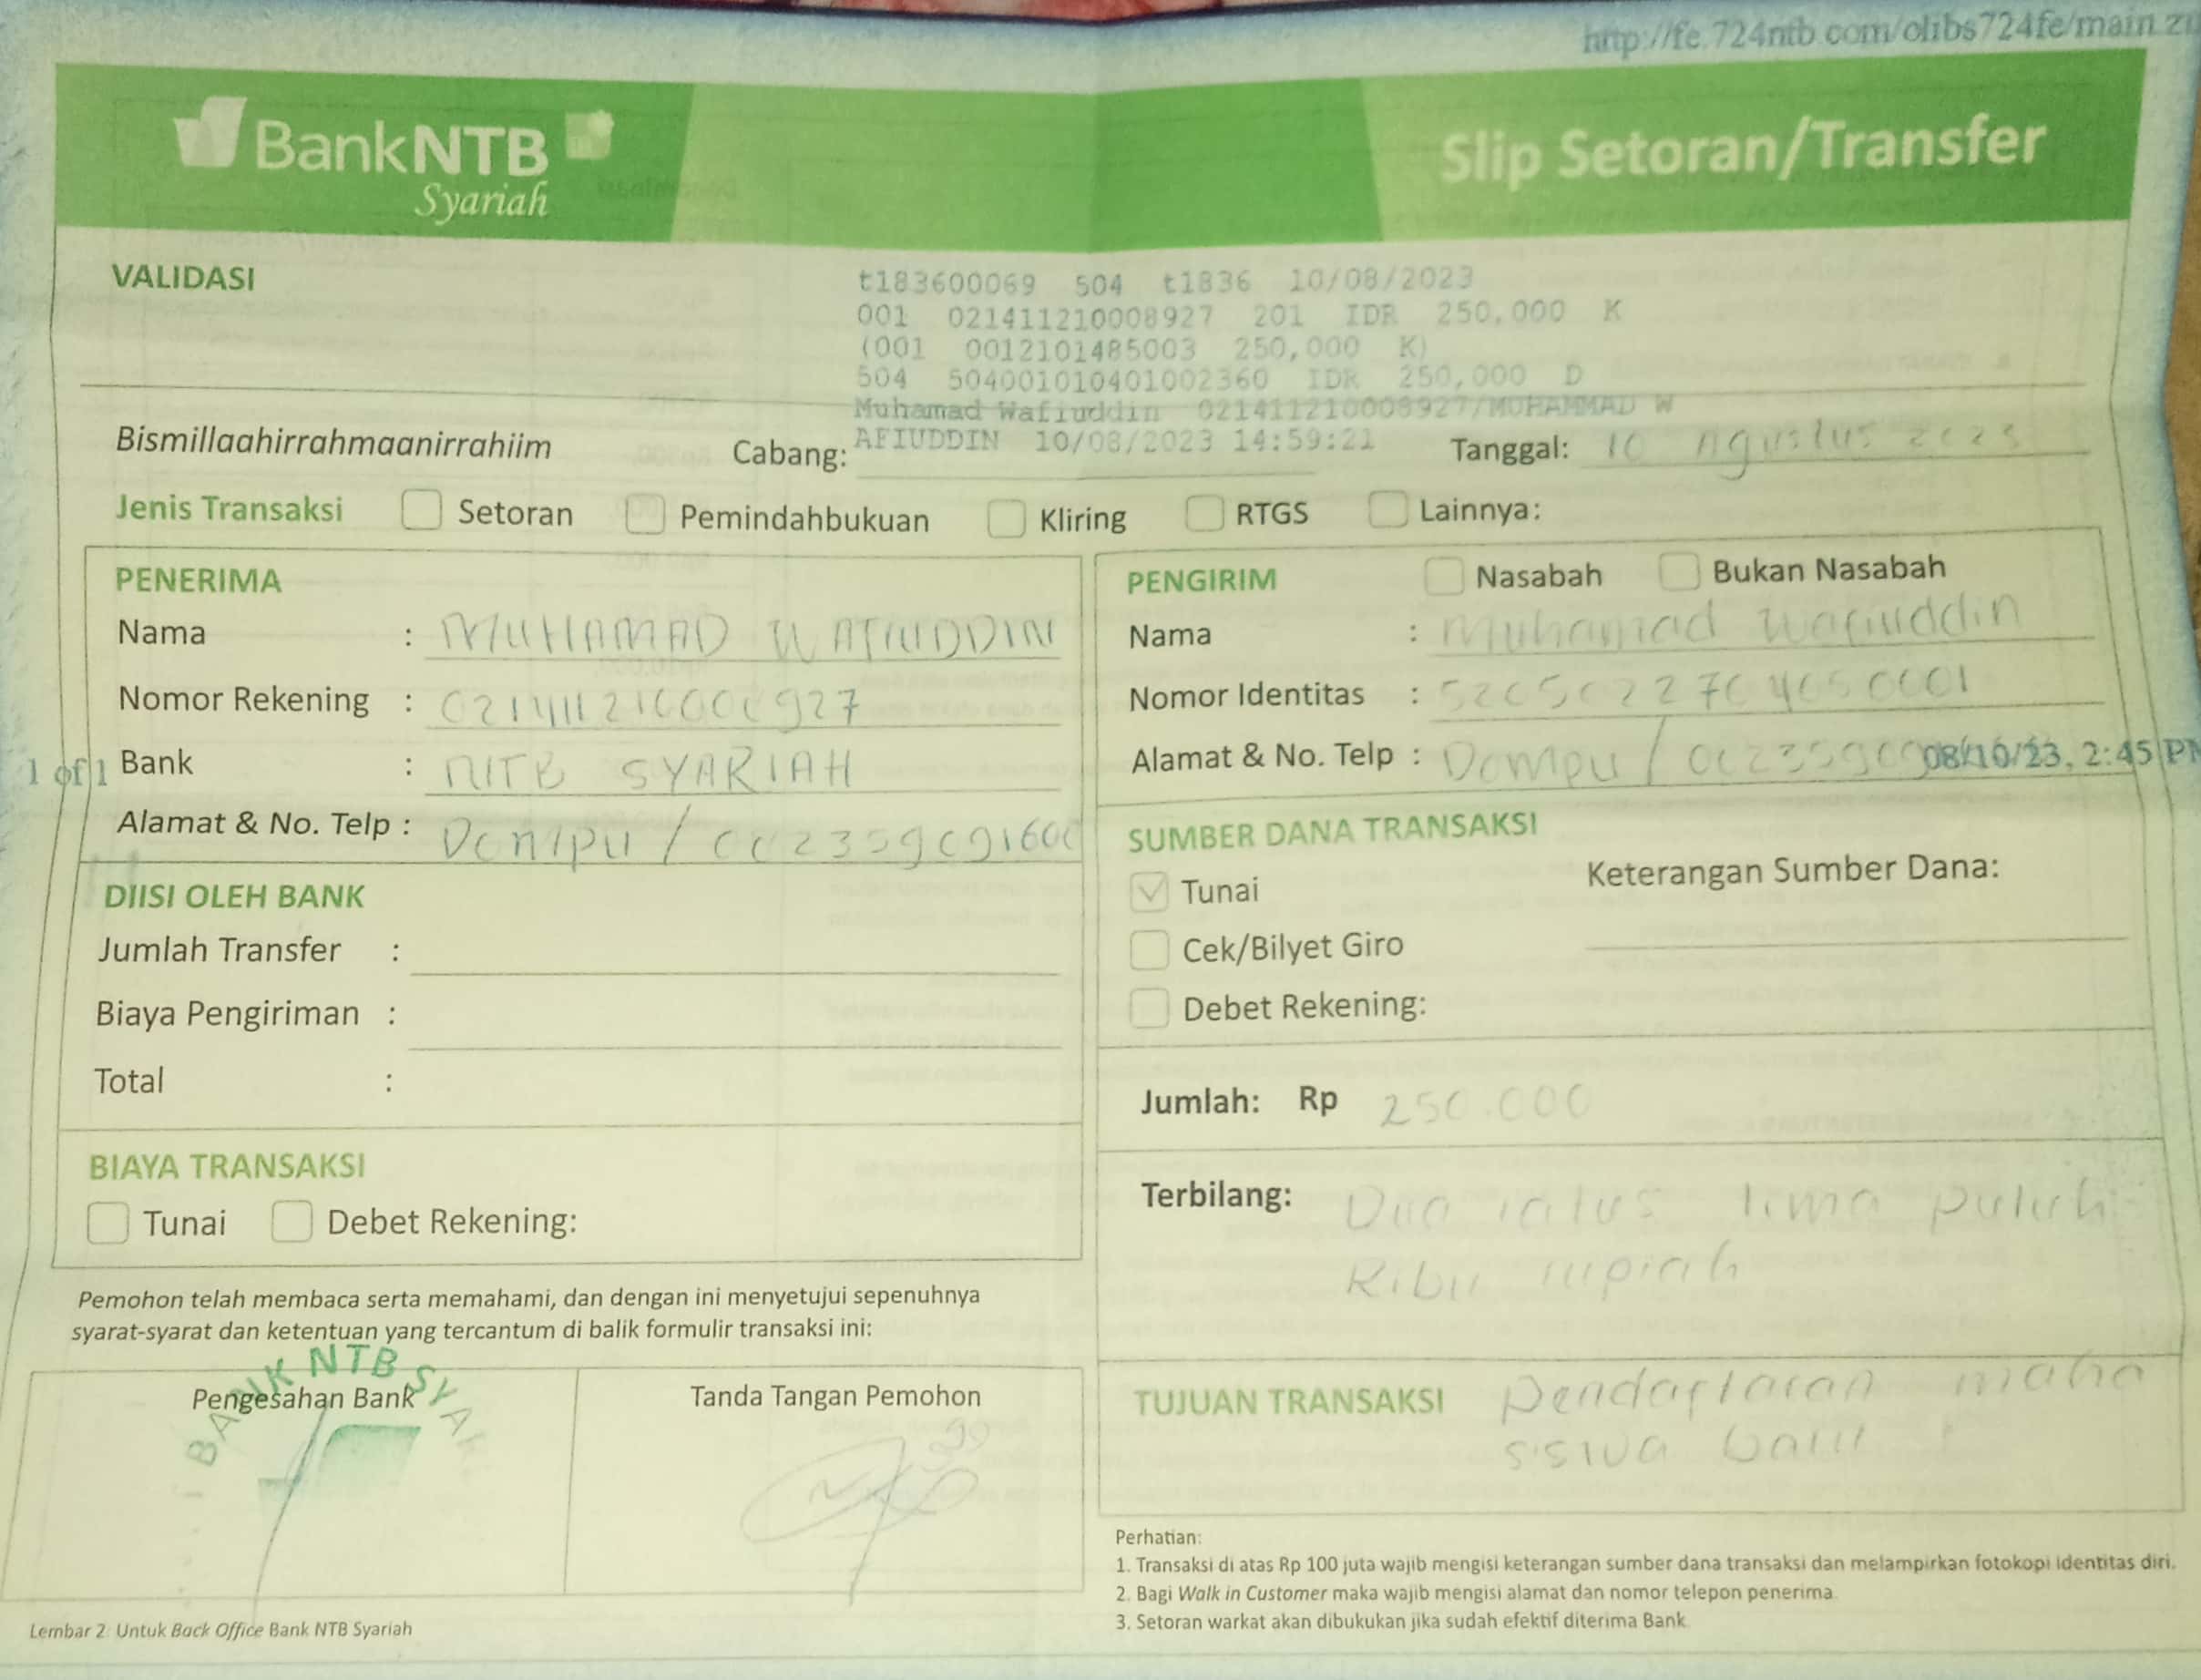 http://fe.724ntb.com/olibs724fe/main.zu
BankNTB
Syariah
Slip Setoran/Transfer
VALIDASI
t183600069 504 t1836 10/08/2023
001 021411210008927 201 IDR 250,000 K
(001 0012101485003 250,000 K)
504 504001010401002360 IDR 250,000 D
Muhamad Wafiuddin 021411210008927/MUHAMMAD W
AFIUDDIN 10/08/2023 14:59:21
Bismillaahirrahmaanirrahiim Cabang: Tanggal: 10 Agustus 2023
Jenis Transaksi Setoran Pemindahbukuan Kliring RTGS Lainnya:
PENERIMA
Nama : MUHAMAD WAFIUDDIN
Nomor Rekening : 021411210008927
Bank : NTB SYARIAH
Alamat & No. Telp : Dompu /
PENGIRIM Nasabah Bukan Nasabah
Nama : Muhamad Wafiuddin
Nomor Identitas :
Alamat & No. Telp : Dompu /
1 of 1
08/10/23, 2:45 PM
DIISI OLEH BANK
Jumlah Transfer :
Biaya Pengiriman :
Total :
BIAYA TRANSAKSI
Tunai Debet Rekening:
SUMBER DANA TRANSAKSI
Tunai Keterangan Sumber Dana:
Cek/Bilyet Giro
Debet Rekening:
Jumlah: Rp 250.000
Terbilang: Dua ratus lima puluh
Ribu rupiah
TUJUAN TRANSAKSI Pendaftaran maha
siswa baru
Pemohon telah membaca serta memahami, dan dengan ini menyetujui sepenuhnya
syarat-syarat dan ketentuan yang tercantum di balik formulir transaksi ini:
BANK NTB SYA
Pengesahan Bank Tanda Tangan Pemohon
Perhatian:
1. Transaksi di atas Rp 100 juta wajib mengisi keterangan sumber dana transaksi dan melampirkan fotokopi identitas diri.
2. Bagi Walk in Customer maka wajib mengisi alamat dan nomor telepon penerima.
3. Setoran warkat akan dibukukan jika sudah efektif diterima Bank.
Lembar 2: Untuk Back Office Bank NTB Syariah